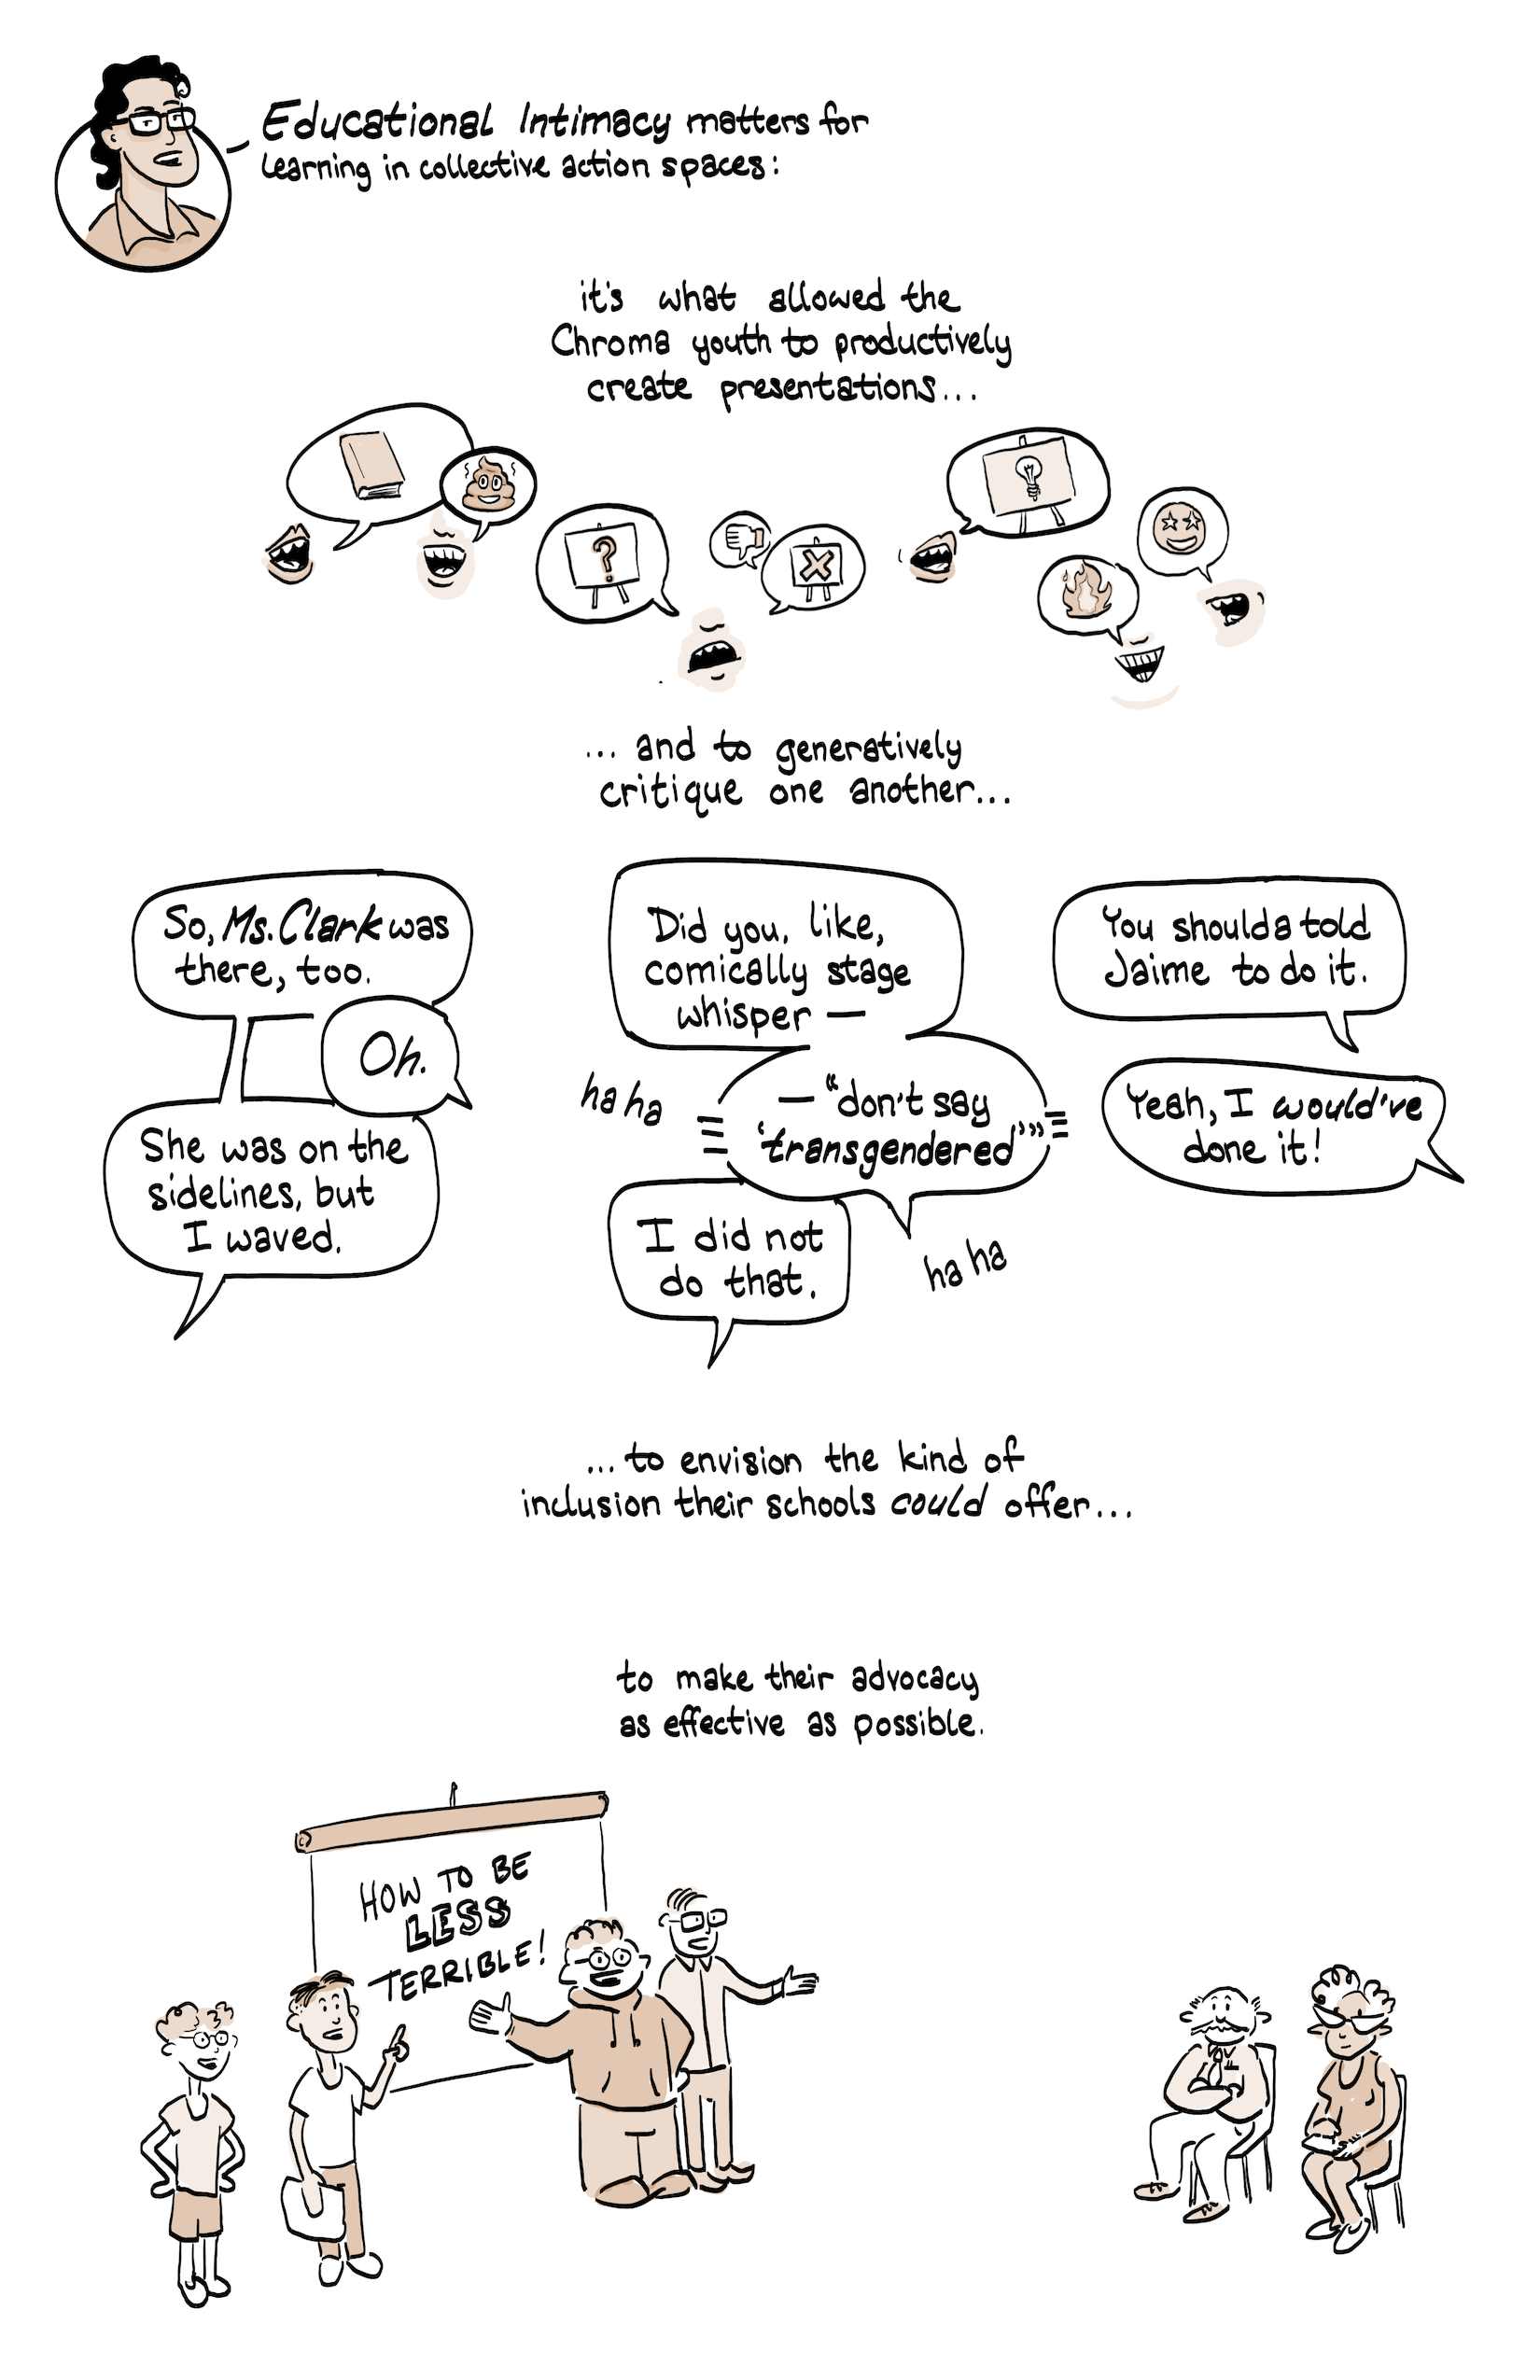 Educational Intimacy matters for
learning in collective action spaces:
it's what allowed the
Chroma youth to productively
create presentations...
?
... and to generatively
critique one another...
So, Ms. Clark was
there, too.
Oh.
She was on the
sidelines, but
I waved.
Did you, like,
comically stage
whisper —
— "don't say
'transgendered'"
ha ha
I did not
do that.
ha ha
You shoulda told
Jaime to do it.
Yeah, I would've
done it!
... to envision the kind of
inclusion their schools could offer...
to make their advocacy
as effective as possible.
HOW TO BE
LESS
TERRIBLE!